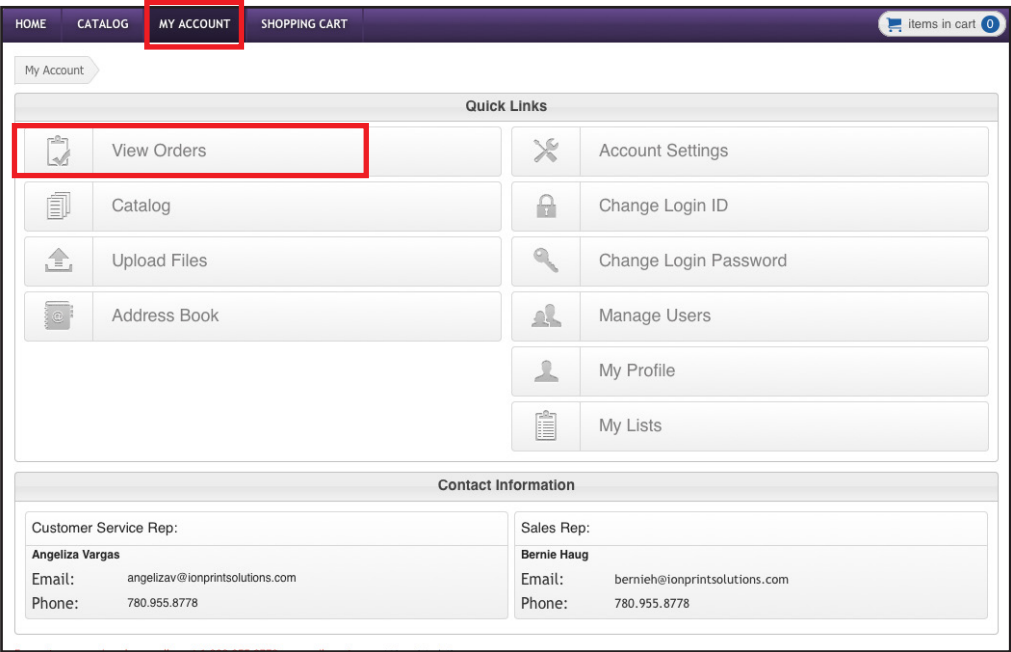 HOME CATALOG MY ACCOUNT SHOPPING CART items in cart 0
My Account
Quick Links
View Orders
Account Settings
Catalog
Change Login ID
Upload Files
Change Login Password
Address Book
Manage Users
My Profile
My Lists
Contact Information
Customer Service Rep:
Angeliza Vargas
Email: angelizav@ionprintsolutions.com
Phone: 780.955.8778
Sales Rep:
Bernie Haug
Email: bernieh@ionprintsolutions.com
Phone: 780.955.8778